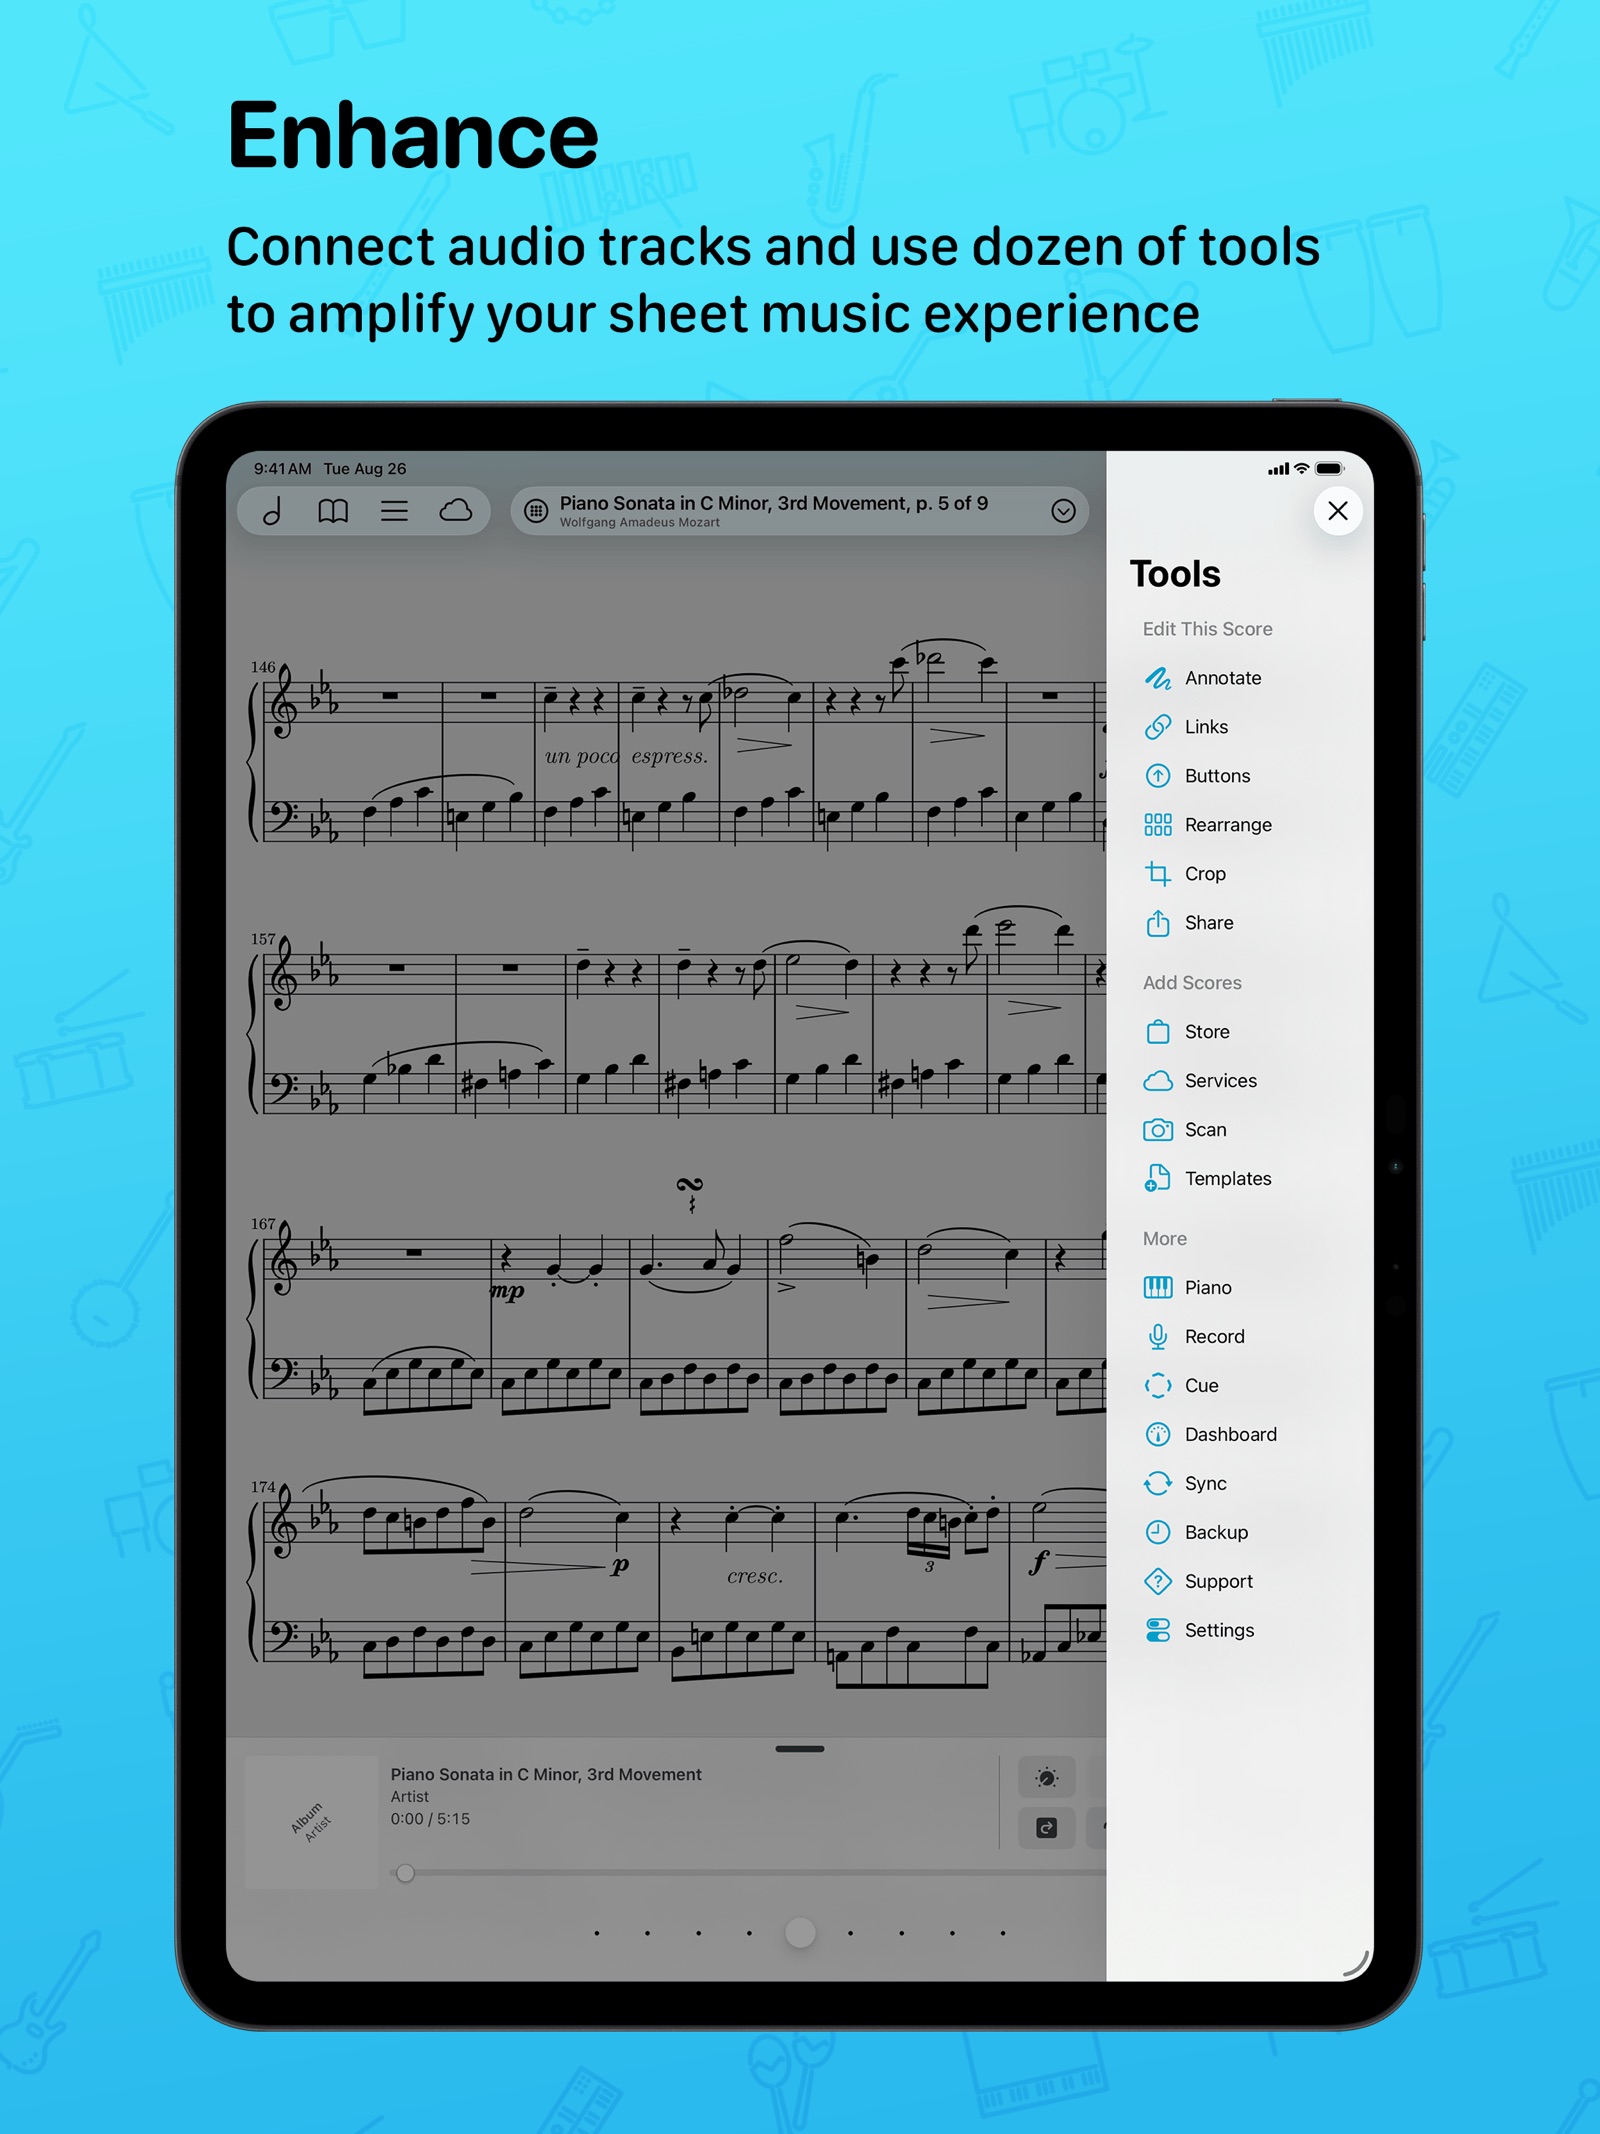 Enhance
Connect audio tracks and use dozen of tools
to amplify your sheet music experience
9:41 AM Tue Aug 26
Piano Sonata in C Minor, 3rd Movement, p. 5 of 9
Wolfgang Amadeus Mozart
Tools
Edit This Score
Annotate
Links
Buttons
Rearrange
Crop
Share
Add Scores
Store
Services
Scan
Templates
More
Piano
Record
Cue
Dashboard
Sync
Backup
Support
Settings
146
un poco espress.
157
167
mp
174
p
cresc.
3
f
Album
Artist
Piano Sonata in C Minor, 3rd Movement
Artist
0:00 / 5:15